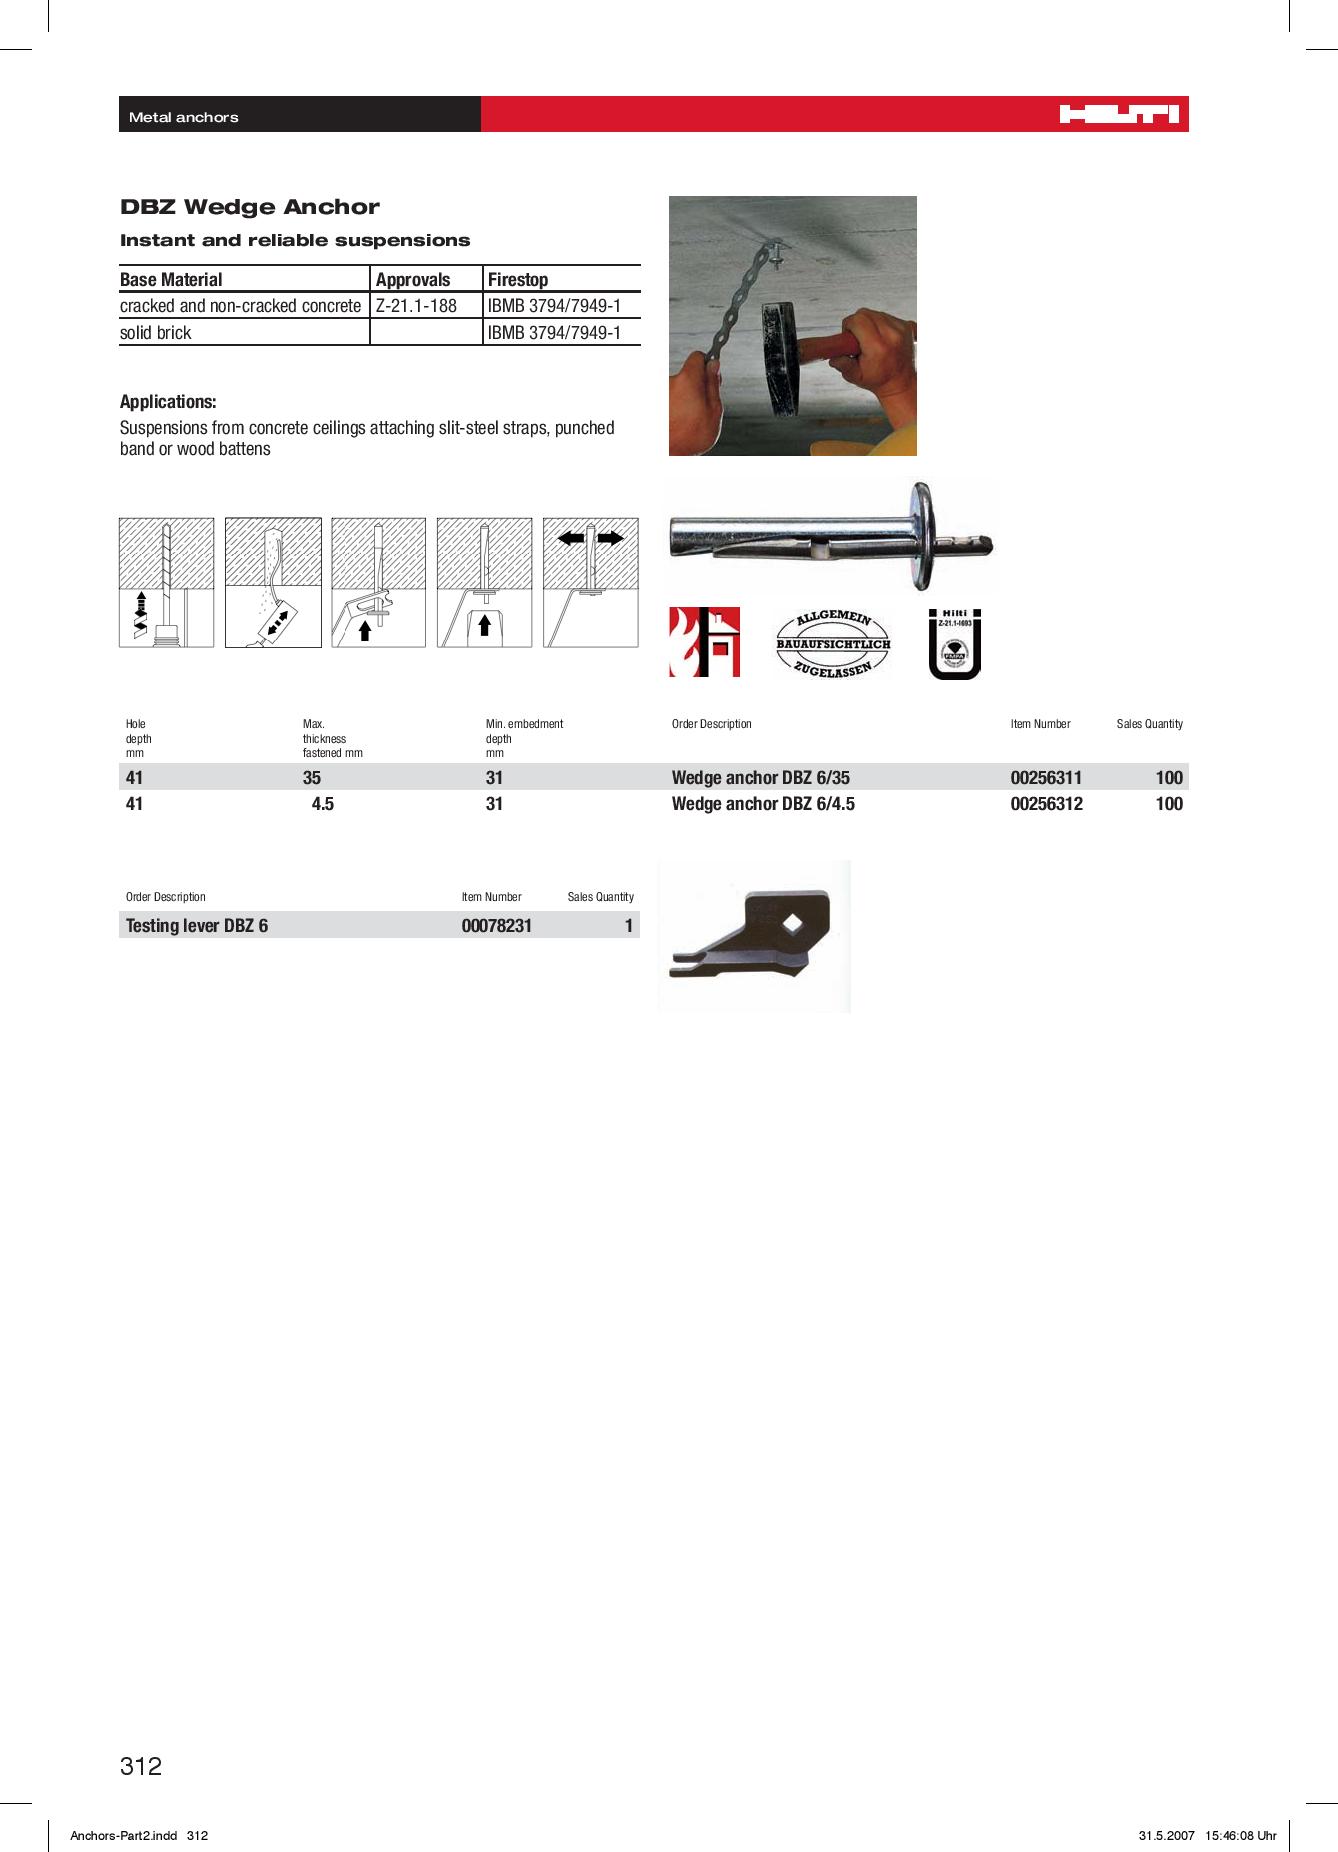 Metal anchors
HILTI
DBZ Wedge Anchor
Instant and reliable suspensions
Base Material Approvals Firestop
cracked and non-cracked concrete Z-21.1-188 IBMB 3794/7949-1
solid brick IBMB 3794/7949-1
Applications:
Suspensions from concrete ceilings attaching slit-steel straps, punched
band or wood battens
ALLGEMEIN
BAUAUFSICHTLICH
ZUGELASSEN
Hilti
Z-21.1-1693
FMPA
Hole
depth
mm
Max.
thickness
fastened mm
Min. embedment
depth
mm
Order Description
Item Number
Sales Quantity
41 35 31 Wedge anchor DBZ 6/35 00256311 100
41 4.5 31 Wedge anchor DBZ 6/4.5 00256312 100
Order Description Item Number Sales Quantity
Testing lever DBZ 6 00078231 1
312
Anchors-Part2.indd 312
31.5.2007 15:46:08 Uhr